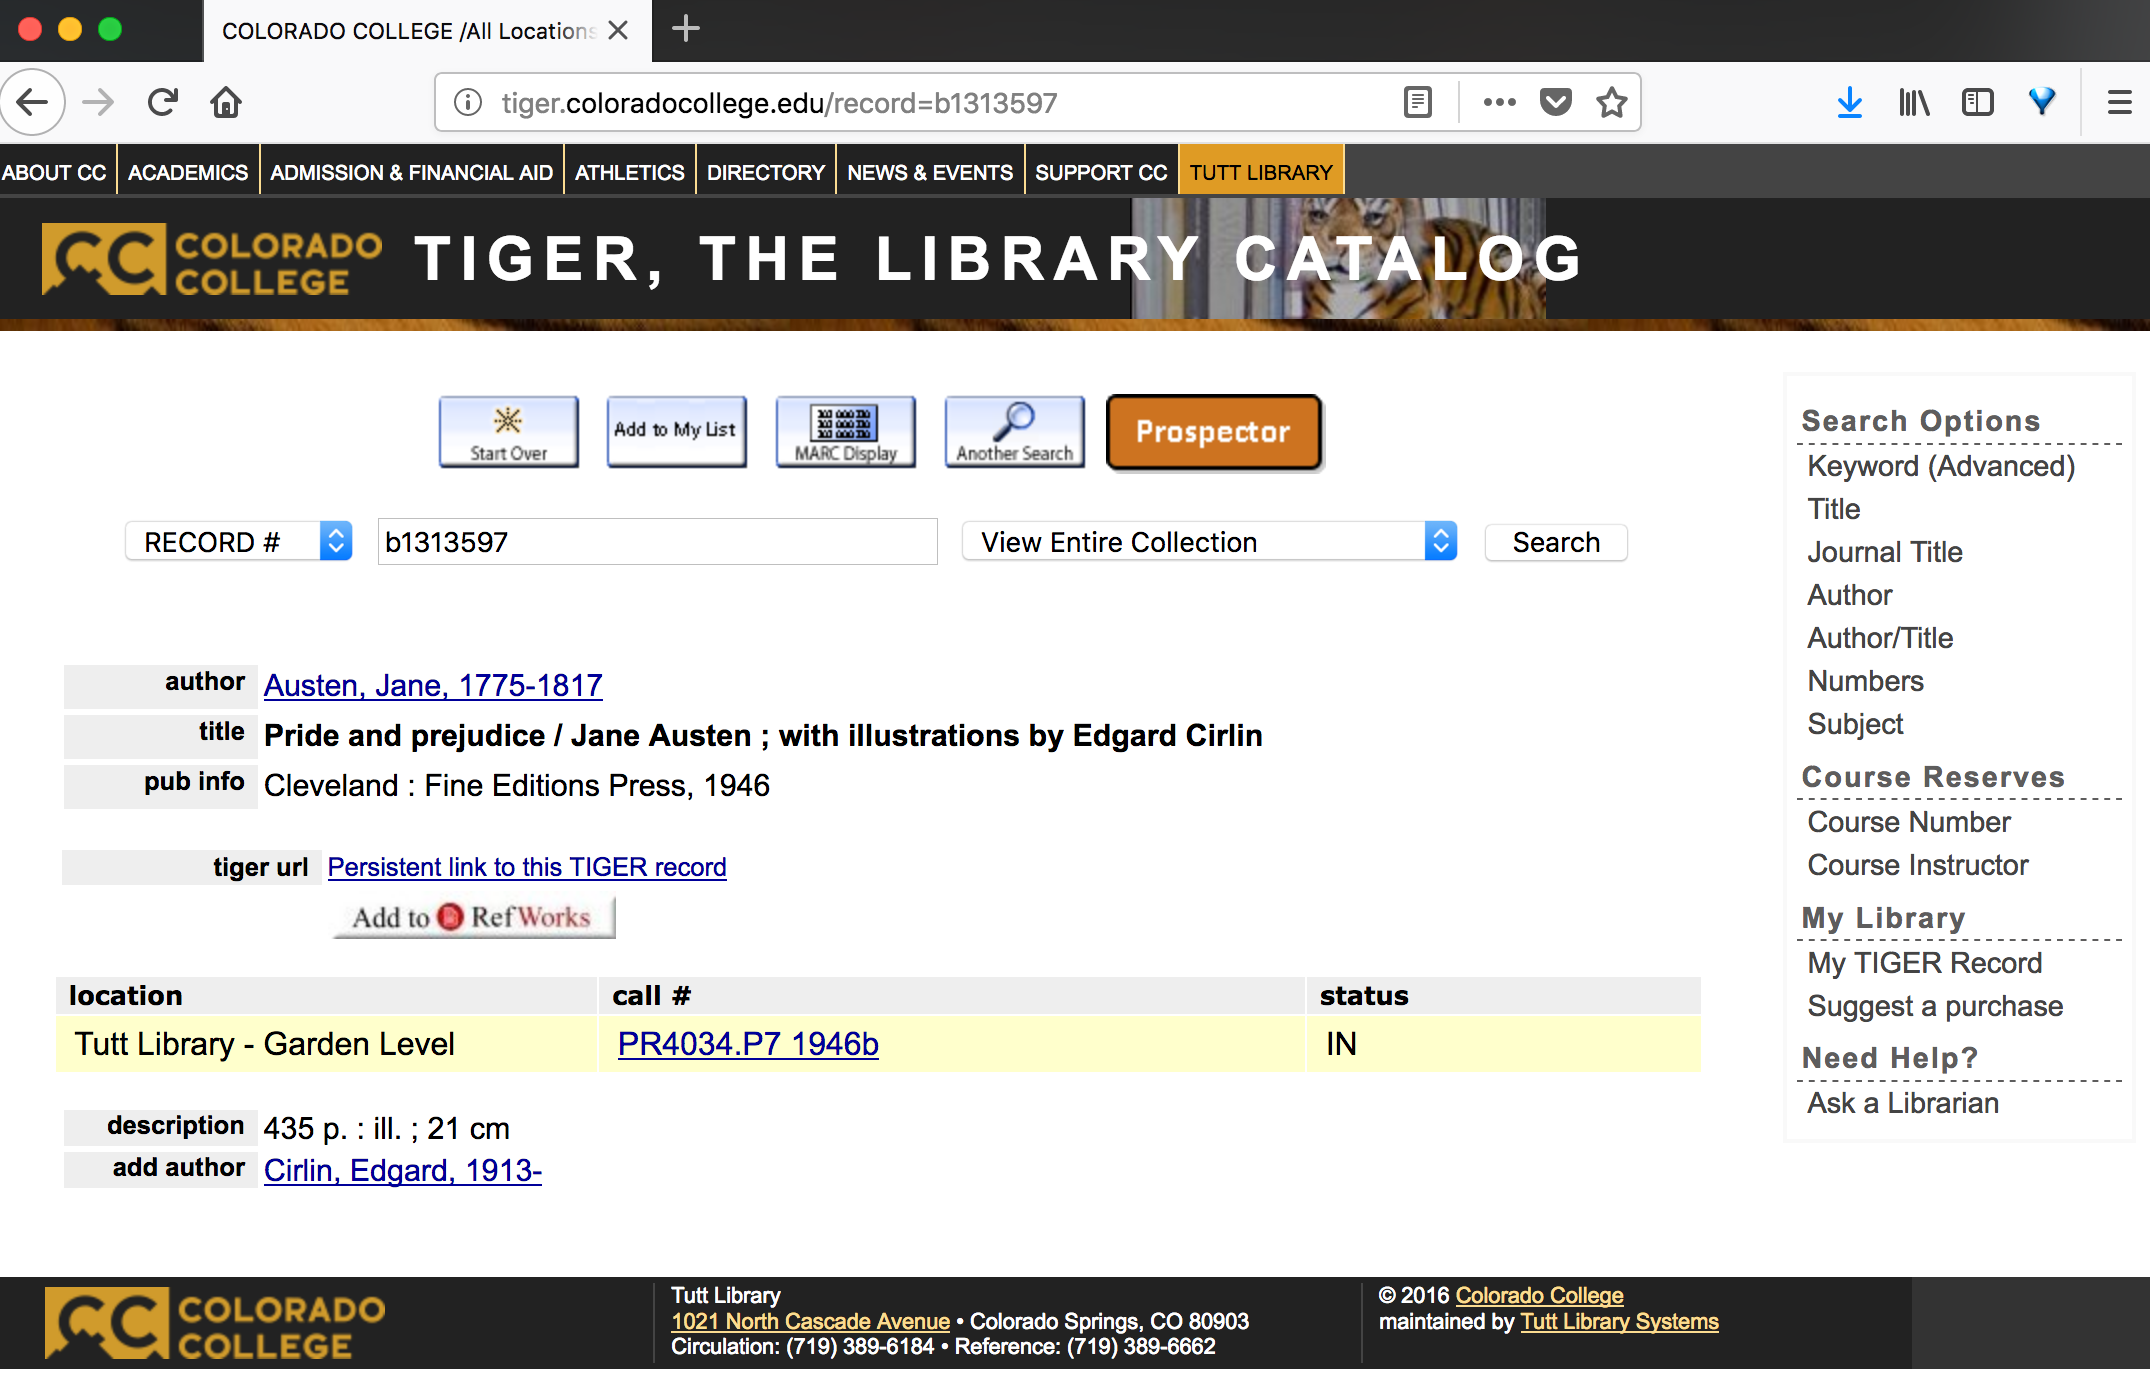 COLORADO COLLEGE /All Locations
tiger.coloradocollege.edu/record=b1313597
ABOUT CC ACADEMICS ADMISSION & FINANCIAL AID ATHLETICS DIRECTORY NEWS & EVENTS SUPPORT CC TUTT LIBRARY
CC COLORADO COLLEGE
TIGER, THE LIBRARY CATALOG
Start Over
Add to My List
MARC Display
Another Search
Prospector
RECORD # b1313597 View Entire Collection Search
author Austen, Jane, 1775-1817
title Pride and prejudice / Jane Austen ; with illustrations by Edgard Cirlin
pub info Cleveland : Fine Editions Press, 1946
tiger url Persistent link to this TIGER record
Add to RefWorks
location call # status
Tutt Library - Garden Level PR4034.P7 1946b IN
description 435 p. : ill. ; 21 cm
add author Cirlin, Edgard, 1913-
Search Options
Keyword (Advanced)
Title
Journal Title
Author
Author/Title
Numbers
Subject
Course Reserves
Course Number
Course Instructor
My Library
My TIGER Record
Suggest a purchase
Need Help?
Ask a Librarian
CC COLORADO COLLEGE
Tutt Library
1021 North Cascade Avenue • Colorado Springs, CO 80903
Circulation: (719) 389-6184 • Reference: (719) 389-6662
© 2016 Colorado College
maintained by Tutt Library Systems